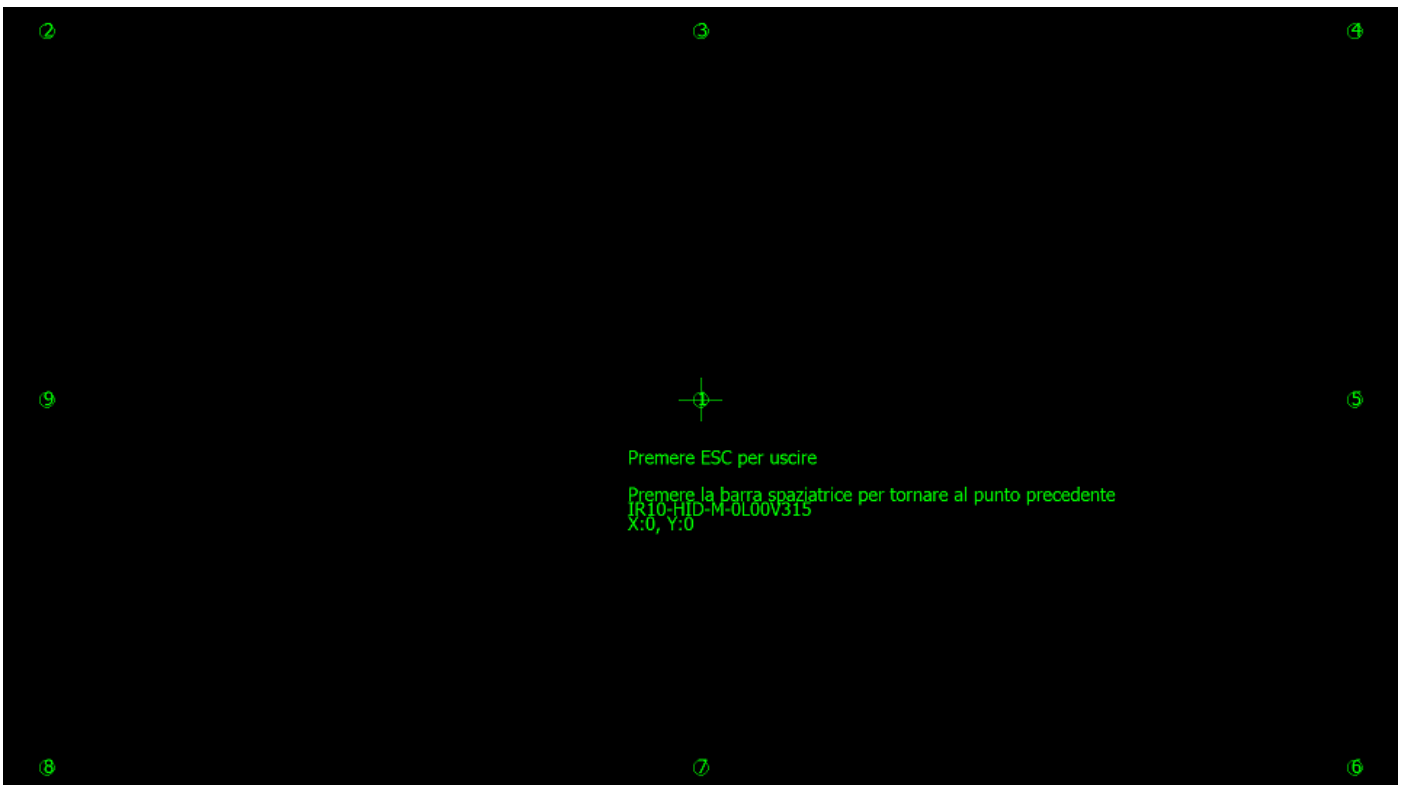 2
3
4
9
1
5
Premere ESC per uscire
Premere la barra spaziatrice per tornare al punto precedente
IR10-HID-M-0L00V315
X:0, Y:0
8
7
6